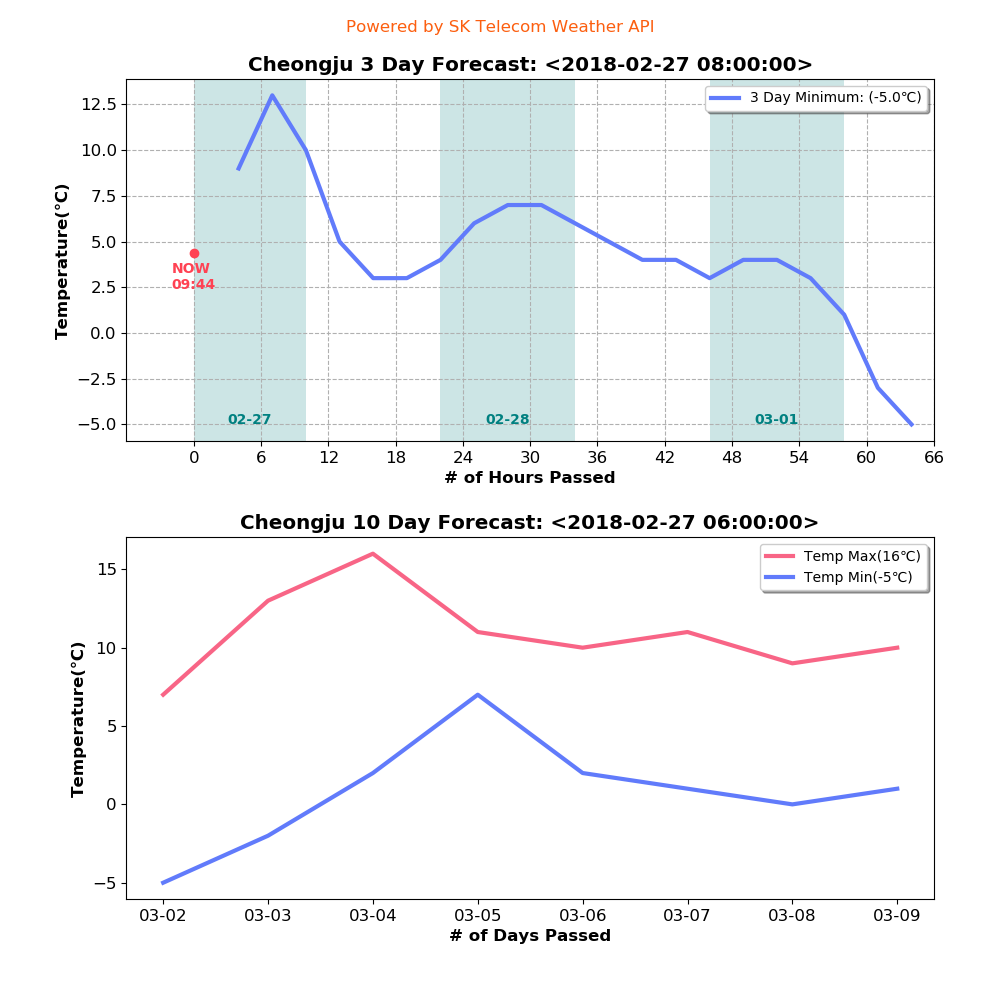 Powered by SK Telecom Weather API
Cheongju 3 Day Forecast: <2018-02-27 08:00:00>
3 Day Minimum: (-5.0℃)
12.5
10.0
7.5
5.0
2.5
0.0
−2.5
−5.0
Temperature(℃)
NOW
09:44
02-27 02-28 03-01
0 6 12 18 24 30 36 42 48 54 60 66
# of Hours Passed
Cheongju 10 Day Forecast: <2018-02-27 06:00:00>
Temp Max(16℃)
Temp Min(-5℃)
15
10
5
0
−5
Temperature(℃)
03-02 03-03 03-04 03-05 03-06 03-07 03-08 03-09
# of Days Passed